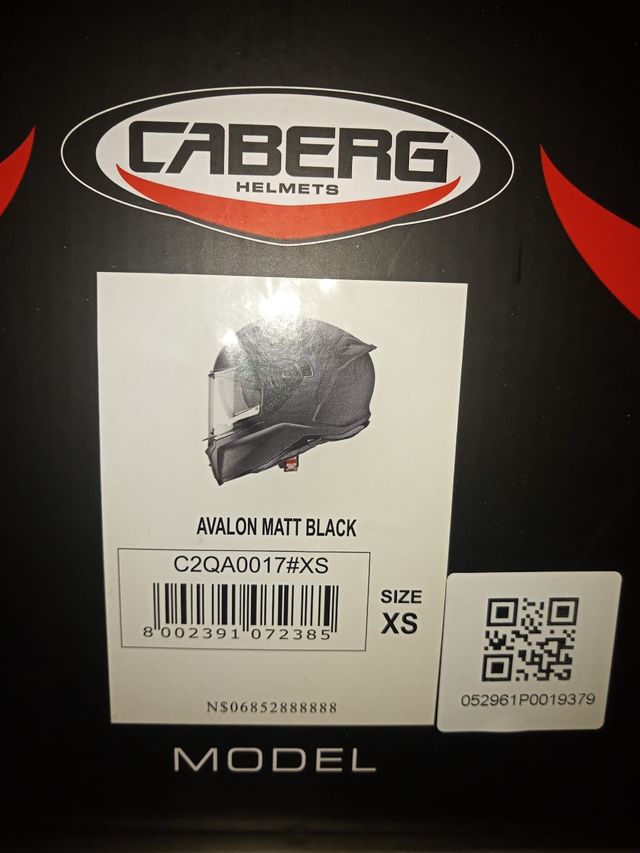 CABERG
HELMETS
AVALON MATT BLACK
C2QA0017#XS
8 002391 072385
SIZE
XS
052961P0019379
N$06852888888
MODEL